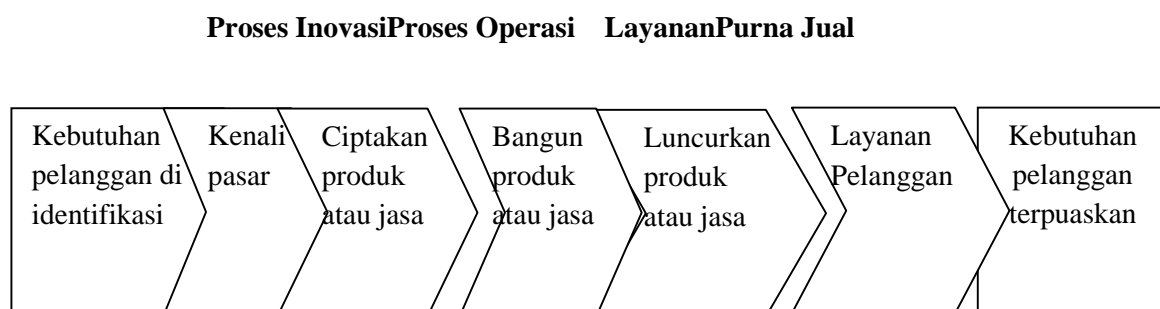 Proses InovasiProses Operasi LayananPurna Jual
Kebutuhan
pelanggan di
identifikasi
Kenali
pasar
Ciptakan
produk
atau jasa
Bangun
produk
atau jasa
Luncurkan
produk
atau jasa
Layanan
Pelanggan
Kebutuhan
pelanggan
terpuaskan